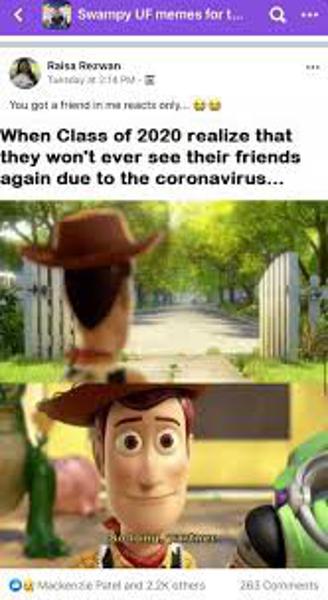 Swampy UF memes for t...
Raisa Rezwan
Tuesday at 2:14 PM
You got a friend in me reacts only... 😭😭
When Class of 2020 realize that
they won't ever see their friends
again due to the coronavirus...
So long, partner.
Mackenzie Patel and 2.2K others
263 Comments